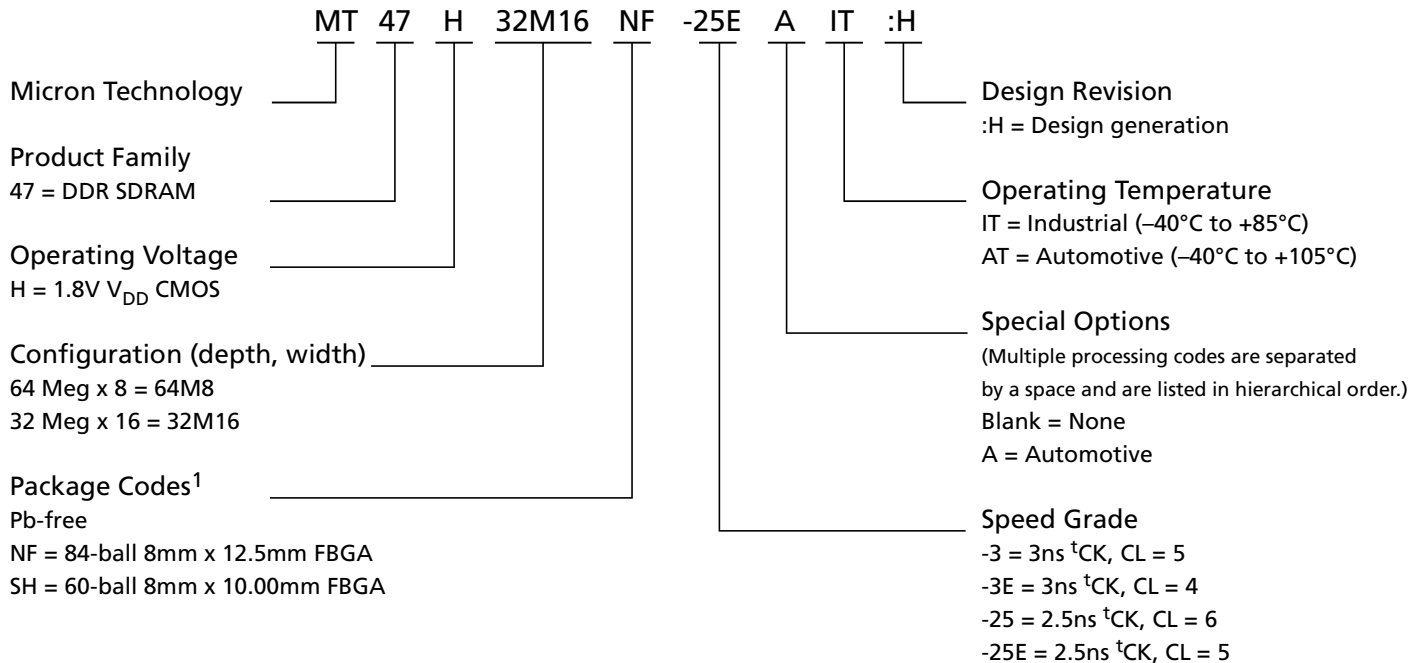 MT 47 H 32M16 NF -25E A IT :H
Micron Technology
Product Family
47 = DDR SDRAM
Operating Voltage
H = 1.8V VDD CMOS
Configuration (depth, width)
64 Meg x 8 = 64M8
32 Meg x 16 = 32M16
Package Codes1
Pb-free
NF = 84-ball 8mm x 12.5mm FBGA
SH = 60-ball 8mm x 10.00mm FBGA
Design Revision
:H = Design generation
Operating Temperature
IT = Industrial (–40°C to +85°C)
AT = Automotive (–40°C to +105°C)
Special Options
(Multiple processing codes are separated
by a space and are listed in hierarchical order.)
Blank = None
A = Automotive
Speed Grade
-3 = 3ns tCK, CL = 5
-3E = 3ns tCK, CL = 4
-25 = 2.5ns tCK, CL = 6
-25E = 2.5ns tCK, CL = 5